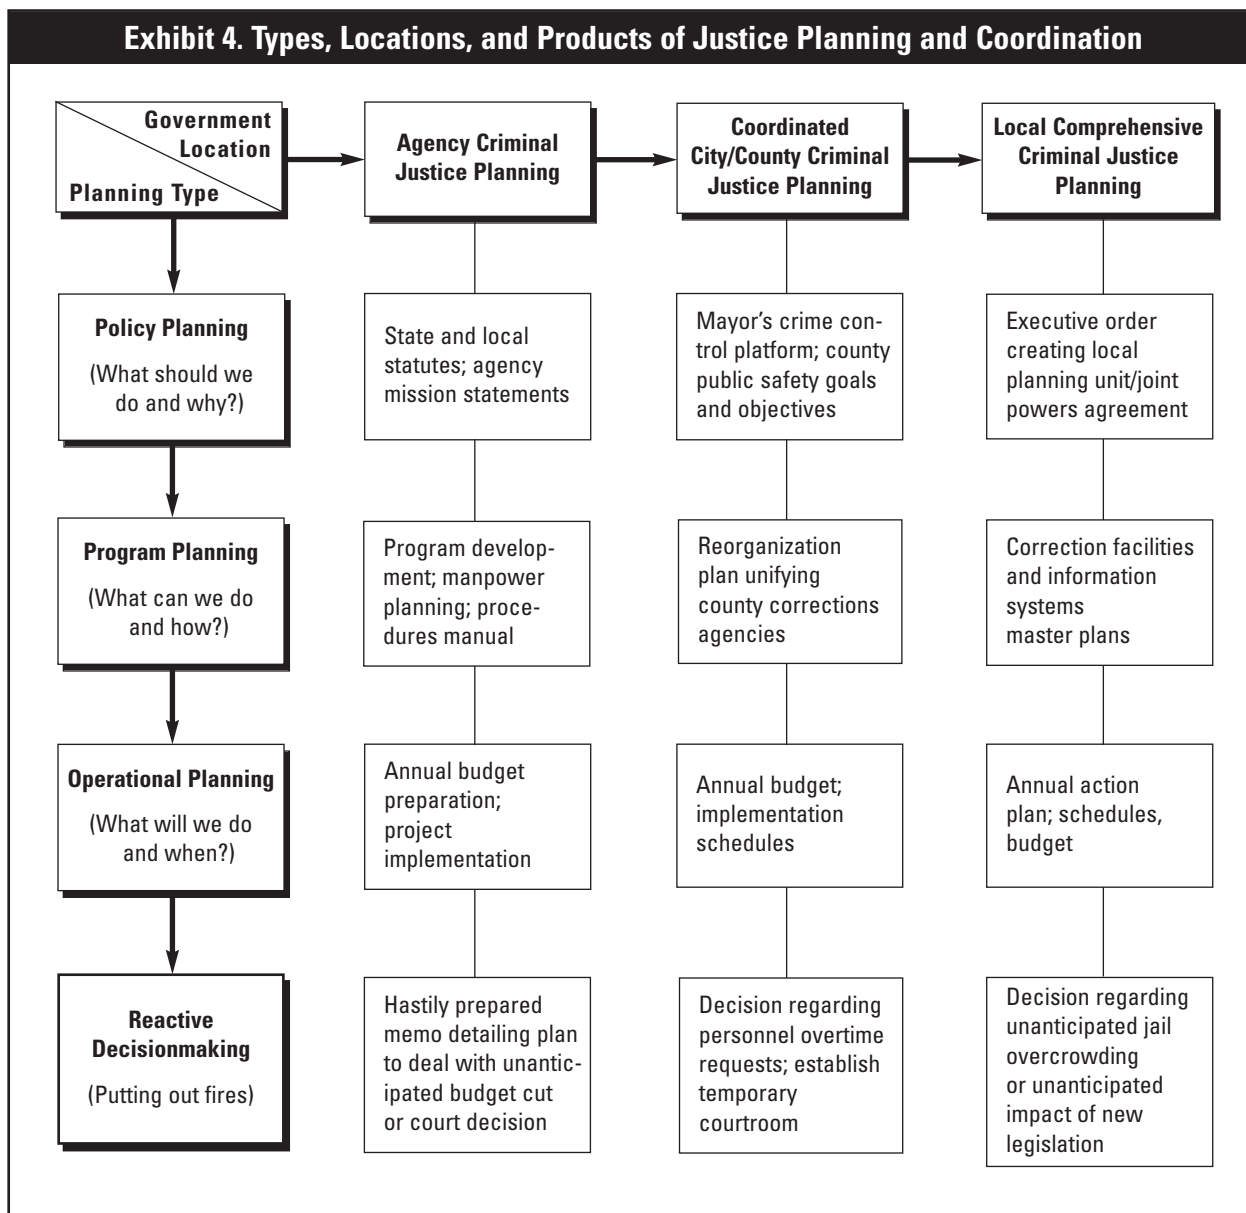 Exhibit 4. Types, Locations, and Products of Justice Planning and Coordination
Government
Location
Planning Type
Agency Criminal
Justice Planning
Coordinated
City/County Criminal
Justice Planning
Local Comprehensive
Criminal Justice
Planning
Policy Planning
(What should we
do and why?)
State and local
statutes; agency
mission statements
Mayor's crime con-
trol platform; county
public safety goals
and objectives
Executive order
creating local
planning unit/joint
powers agreement
Program Planning
(What can we do
and how?)
Program develop-
ment; manpower
planning; proce-
dures manual
Reorganization
plan unifying
county corrections
agencies
Correction facilities
and information
systems
master plans
Operational Planning
(What will we do
and when?)
Annual budget
preparation;
project
implementation
Annual budget;
implementation
schedules
Annual action
plan; schedules,
budget
Reactive
Decisionmaking
(Putting out fires)
Hastily prepared
memo detailing plan
to deal with unantic-
ipated budget cut
or court decision
Decision regarding
personnel overtime
requests; establish
temporary
courtroom
Decision regarding
unanticipated jail
overcrowding
or unanticipated
impact of new
legislation